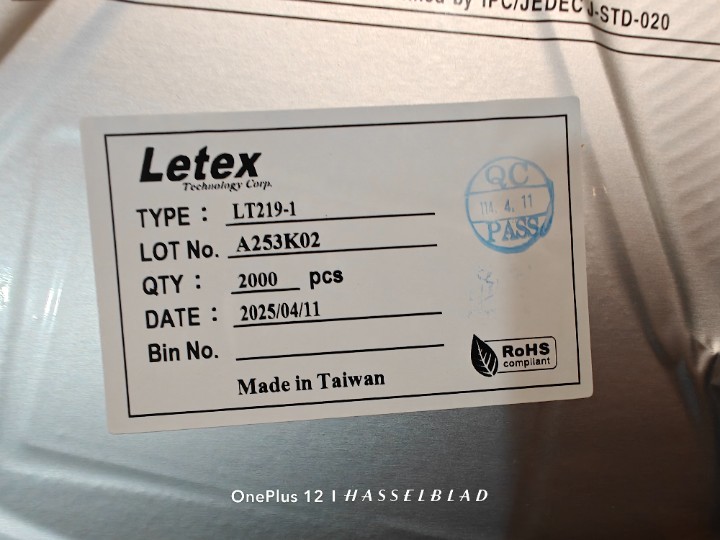 by IPC/JEDEC J-STD-020
Letex
Technology Corp.
TYPE : LT219-1
LOT No. A253K02
QTY : 2000 pcs
DATE : 2025/04/11
Bin No.
Made in Taiwan
QC
114. 4. 11
PASS
RoHS
compliant
OnePlus 12 | HASSELBLAD